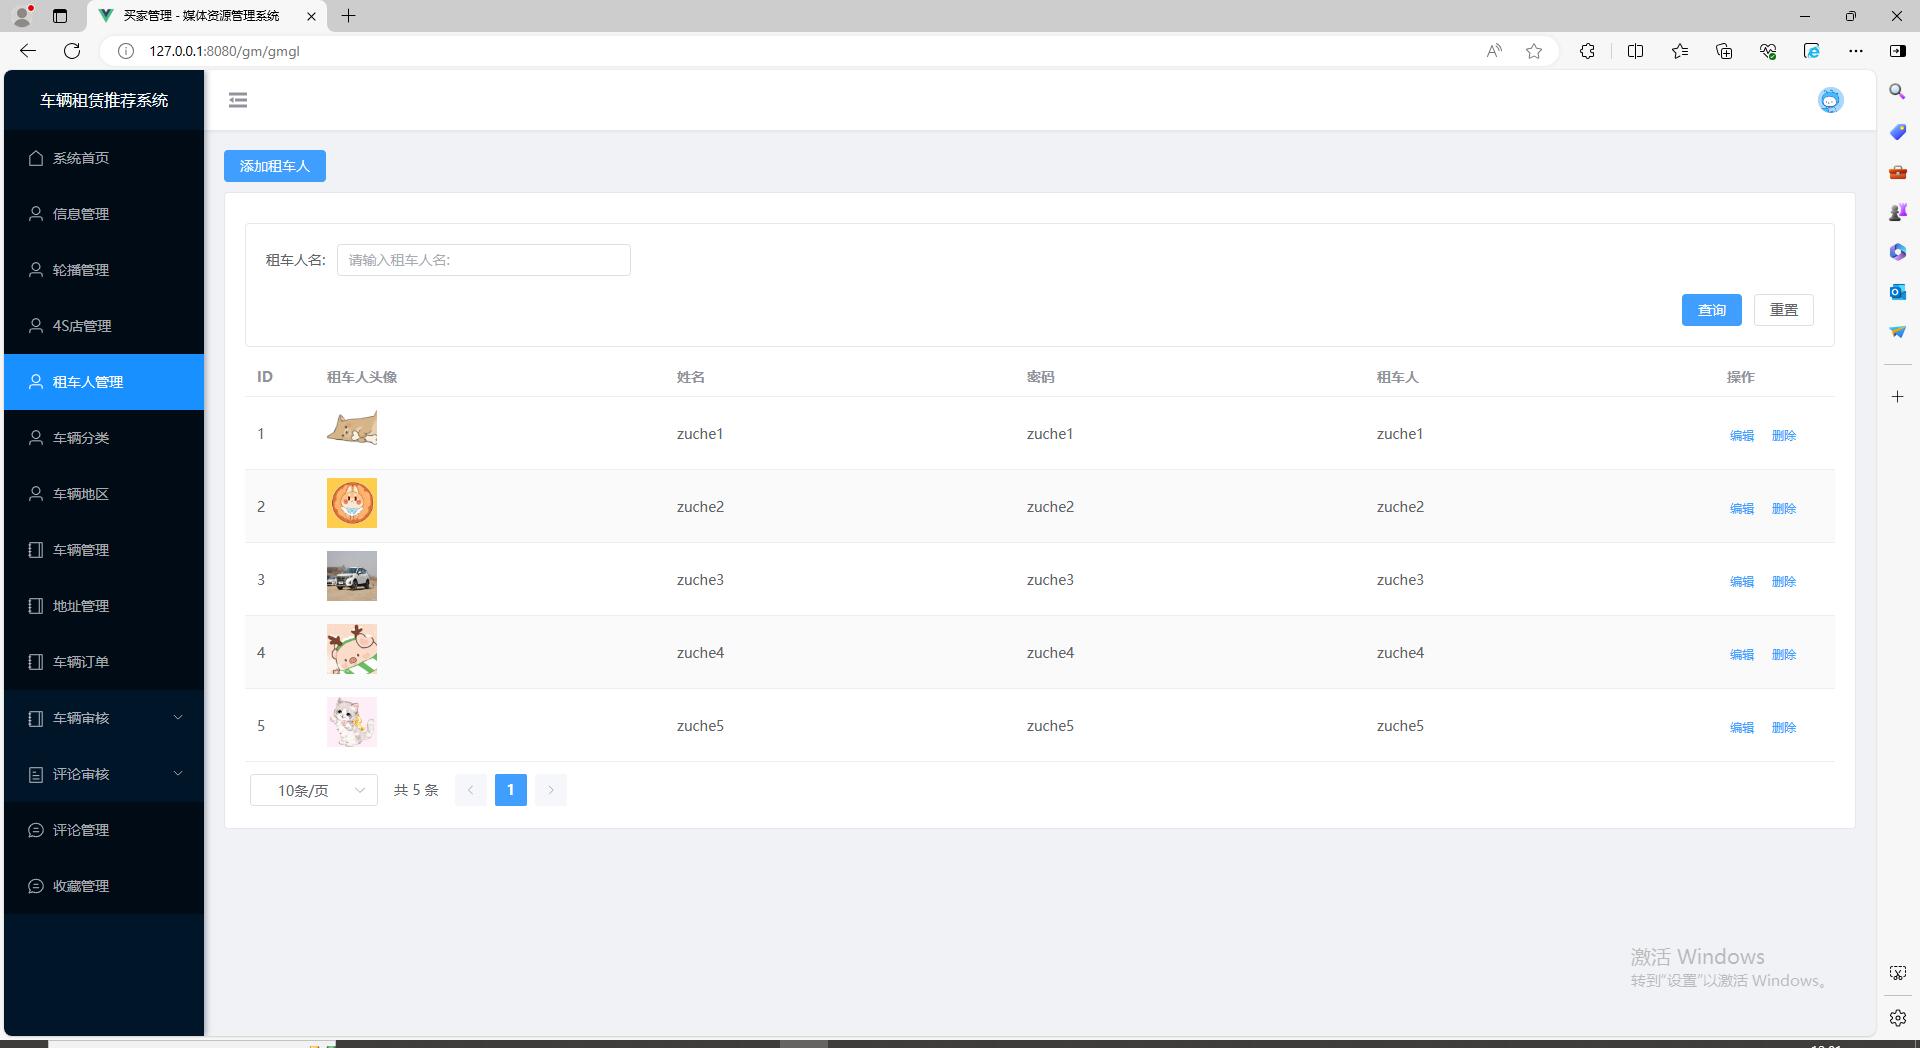 买家管理 - 媒体资源管理系统
127.0.0.1:8080/gm/gmgl
车辆租赁推荐系统
系统首页
信息管理
轮播管理
4S店管理
租车人管理
车辆分类
车辆地区
车辆管理
地址管理
车辆订单
车辆审核
评论审核
评论管理
收藏管理
添加租车人
租车人名: 请输入租车人名:
查询 重置
ID 租车人头像 姓名 密码 租车人 操作
1 zuche1 zuche1 zuche1 编辑 删除
2 zuche2 zuche2 zuche2 编辑 删除
3 zuche3 zuche3 zuche3 编辑 删除
4 zuche4 zuche4 zuche4 编辑 删除
5 zuche5 zuche5 zuche5 编辑 删除
10条/页 共 5 条 1
激活 Windows
转到"设置"以激活 Windows。